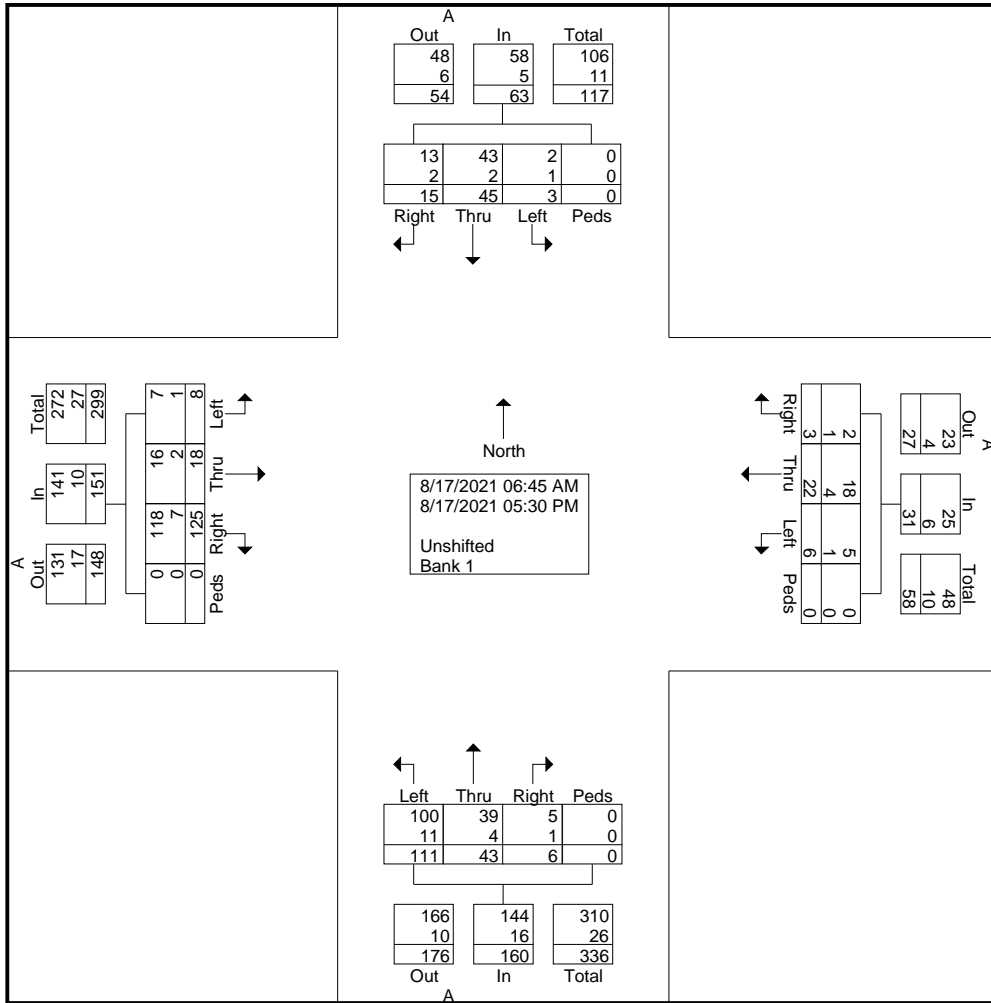 A
Out In Total
48 58 106
6 5 11
54 63 117
13 43 2 0
2 2 1 0
15 45 3 0
Right Thru Left Peds
Total
272
27
299
In
141
10
151
Out
131
17
148
A
7 16 118 0
1 2 7 0
8 18 125 0
Left Thru Right Peds
North
8/17/2021 06:45 AM
8/17/2021 05:30 PM
Unshifted
Bank 1
Right Thru Left Peds
3 22 6 0
1 4 1 0
2 18 5 0
A
Out In Total
23 25 48
4 6 10
27 31 58
Left Thru Right Peds
100 39 5 0
11 4 1 0
111 43 6 0
166 144 310
10 16 26
176 160 336
Out In Total
A